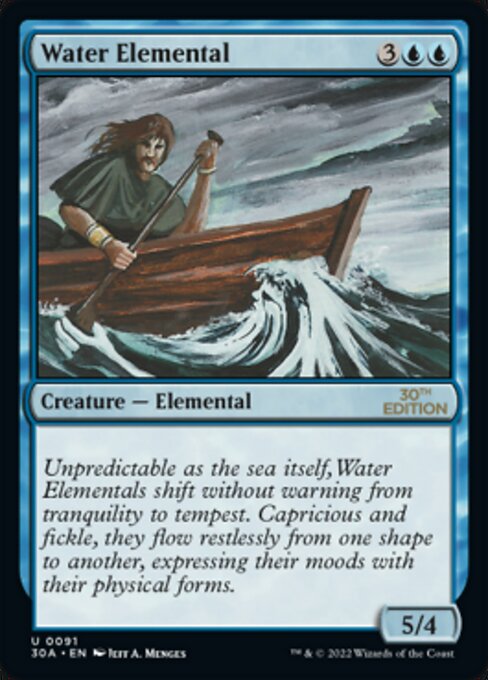 Water Elemental 3
Creature — Elemental
30TH
EDITION
Unpredictable as the sea itself, Water
Elementals shift without warning from
tranquility to tempest. Capricious and
fickle, they flow restlessly from one shape
to another, expressing their moods with
their physical forms.
5/4
U 0091
30A • EN Jeff A. Menges
™ & © 2022 Wizards of the Coast